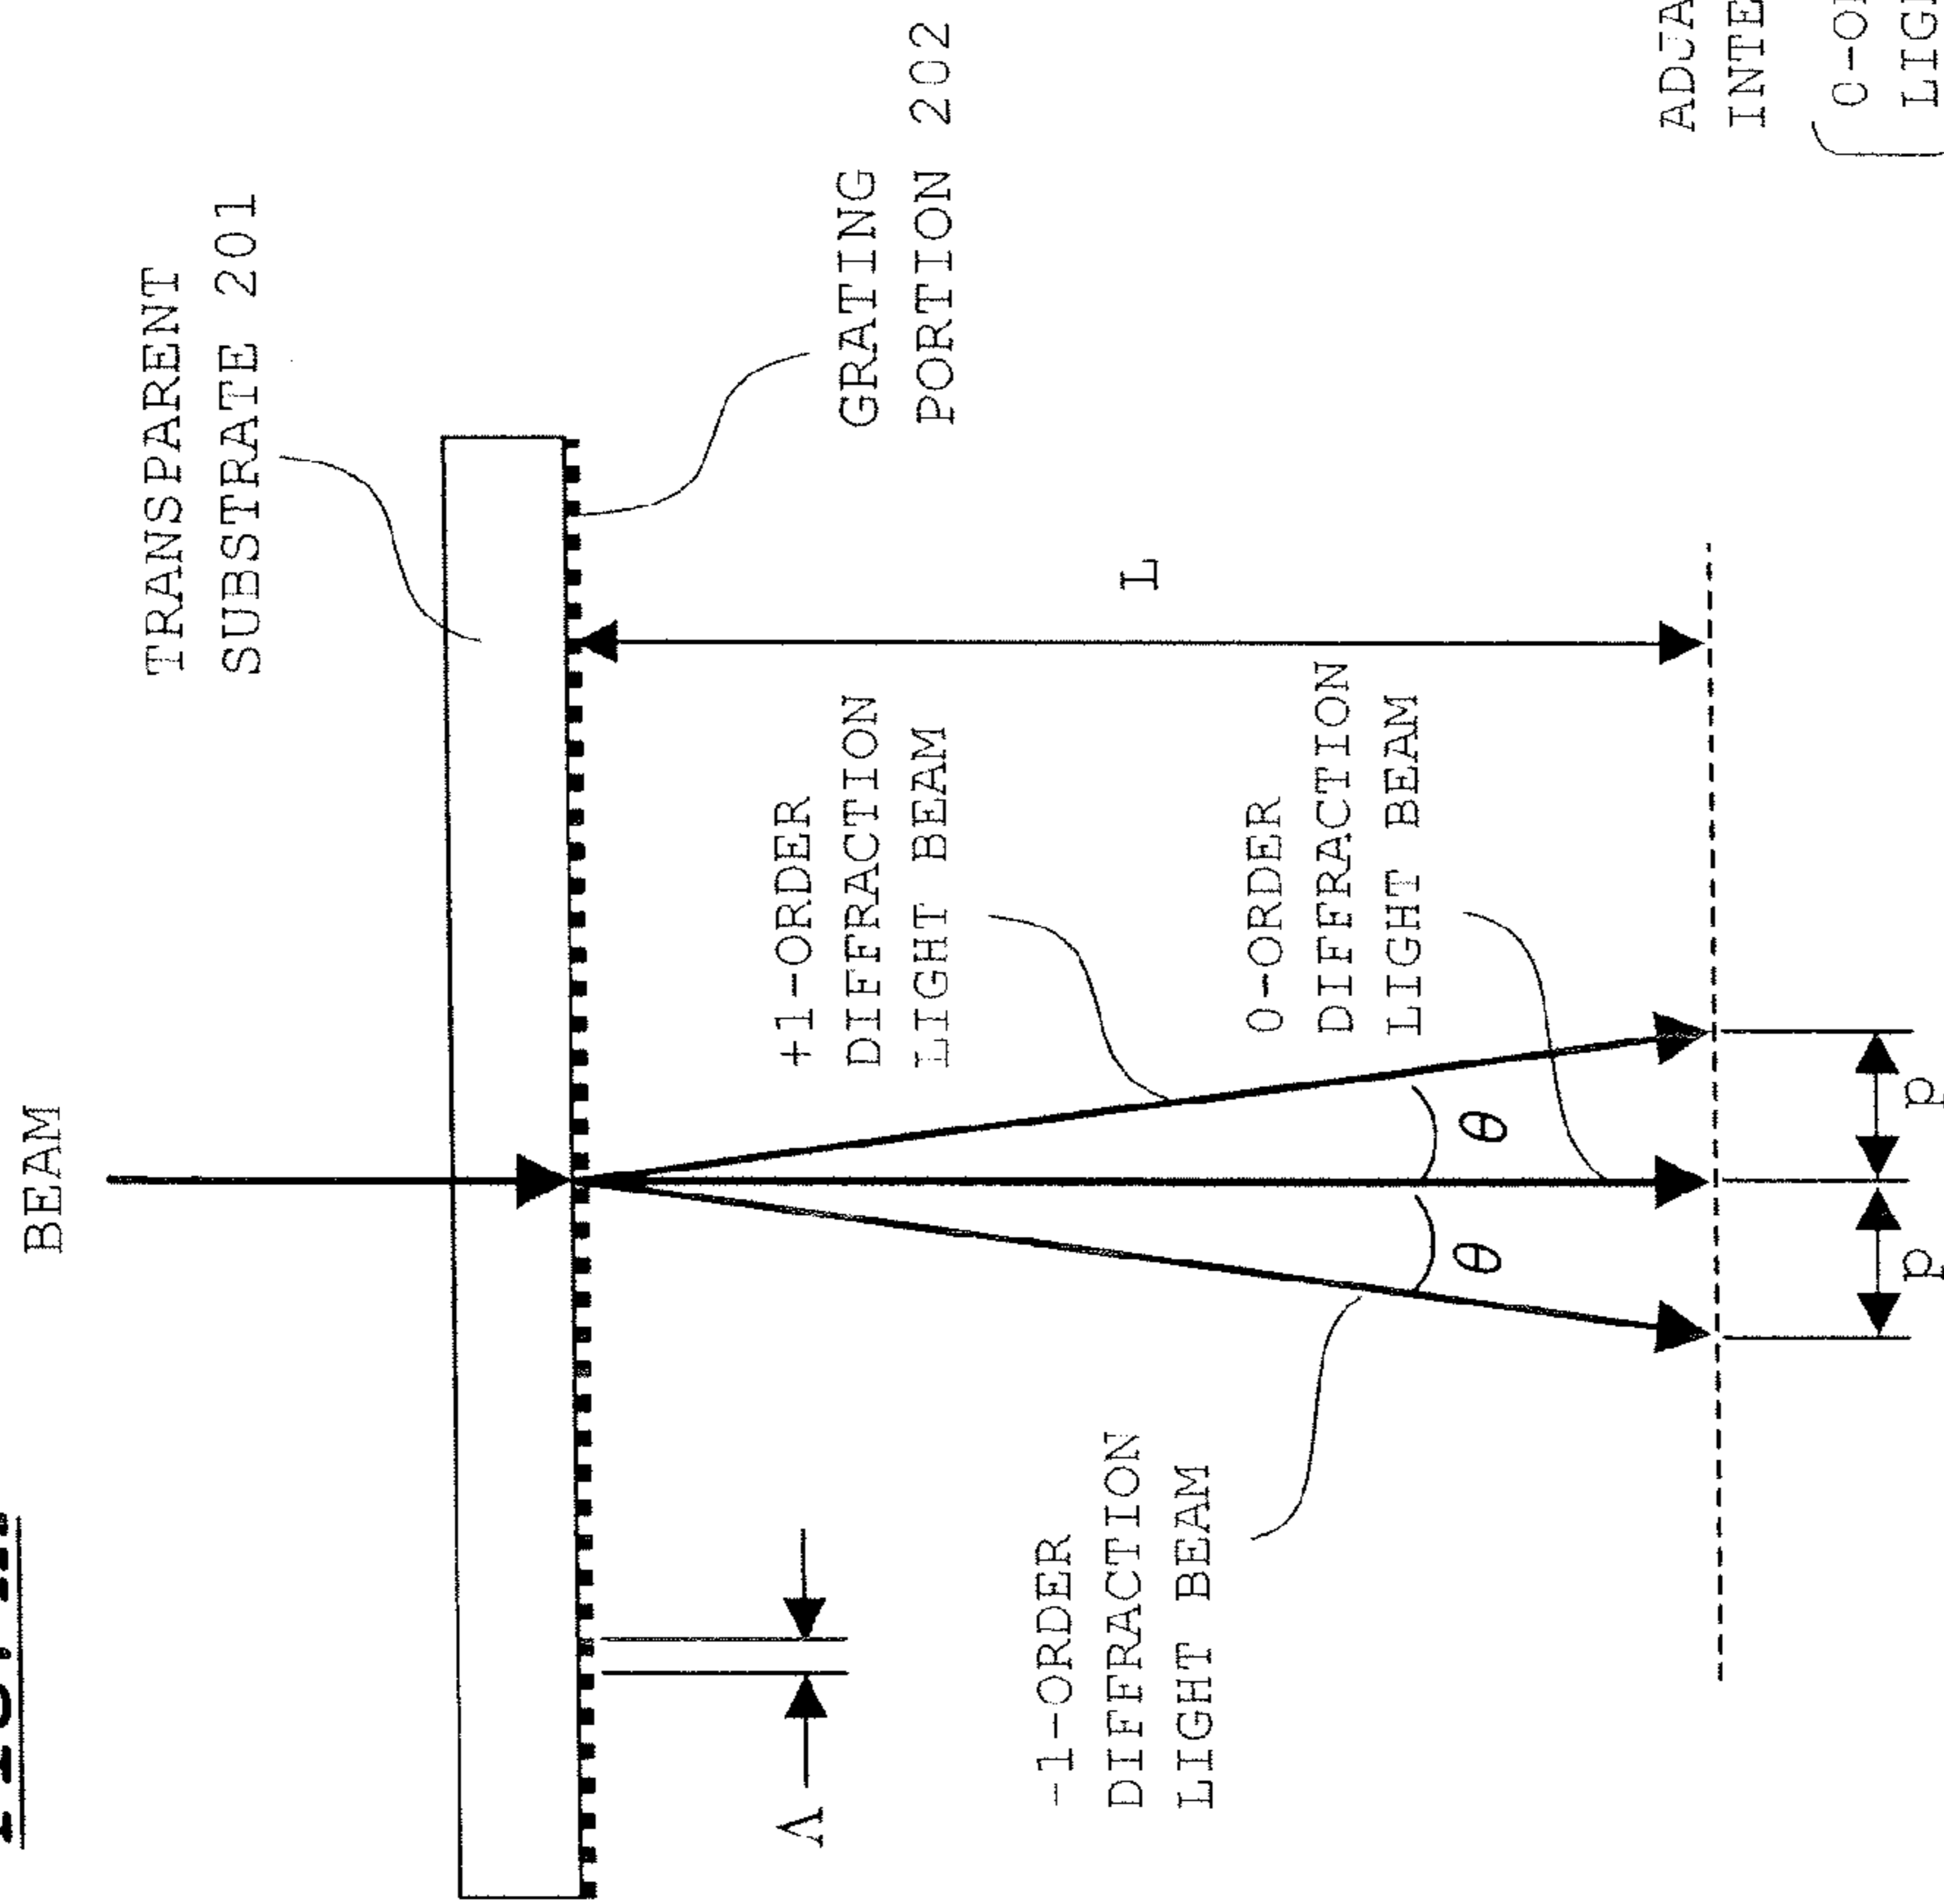 BEAM
TRANSPARENT
SUBSTRATE 201
GRATING
PORTION 202
+1-ORDER
DIFFRACTION
LIGHT BEAM
0-ORDER
DIFFRACTION
LIGHT BEAM
-1-ORDER
DIFFRACTION
LIGHT BEAM
L
Λ
θ
θ
d
d